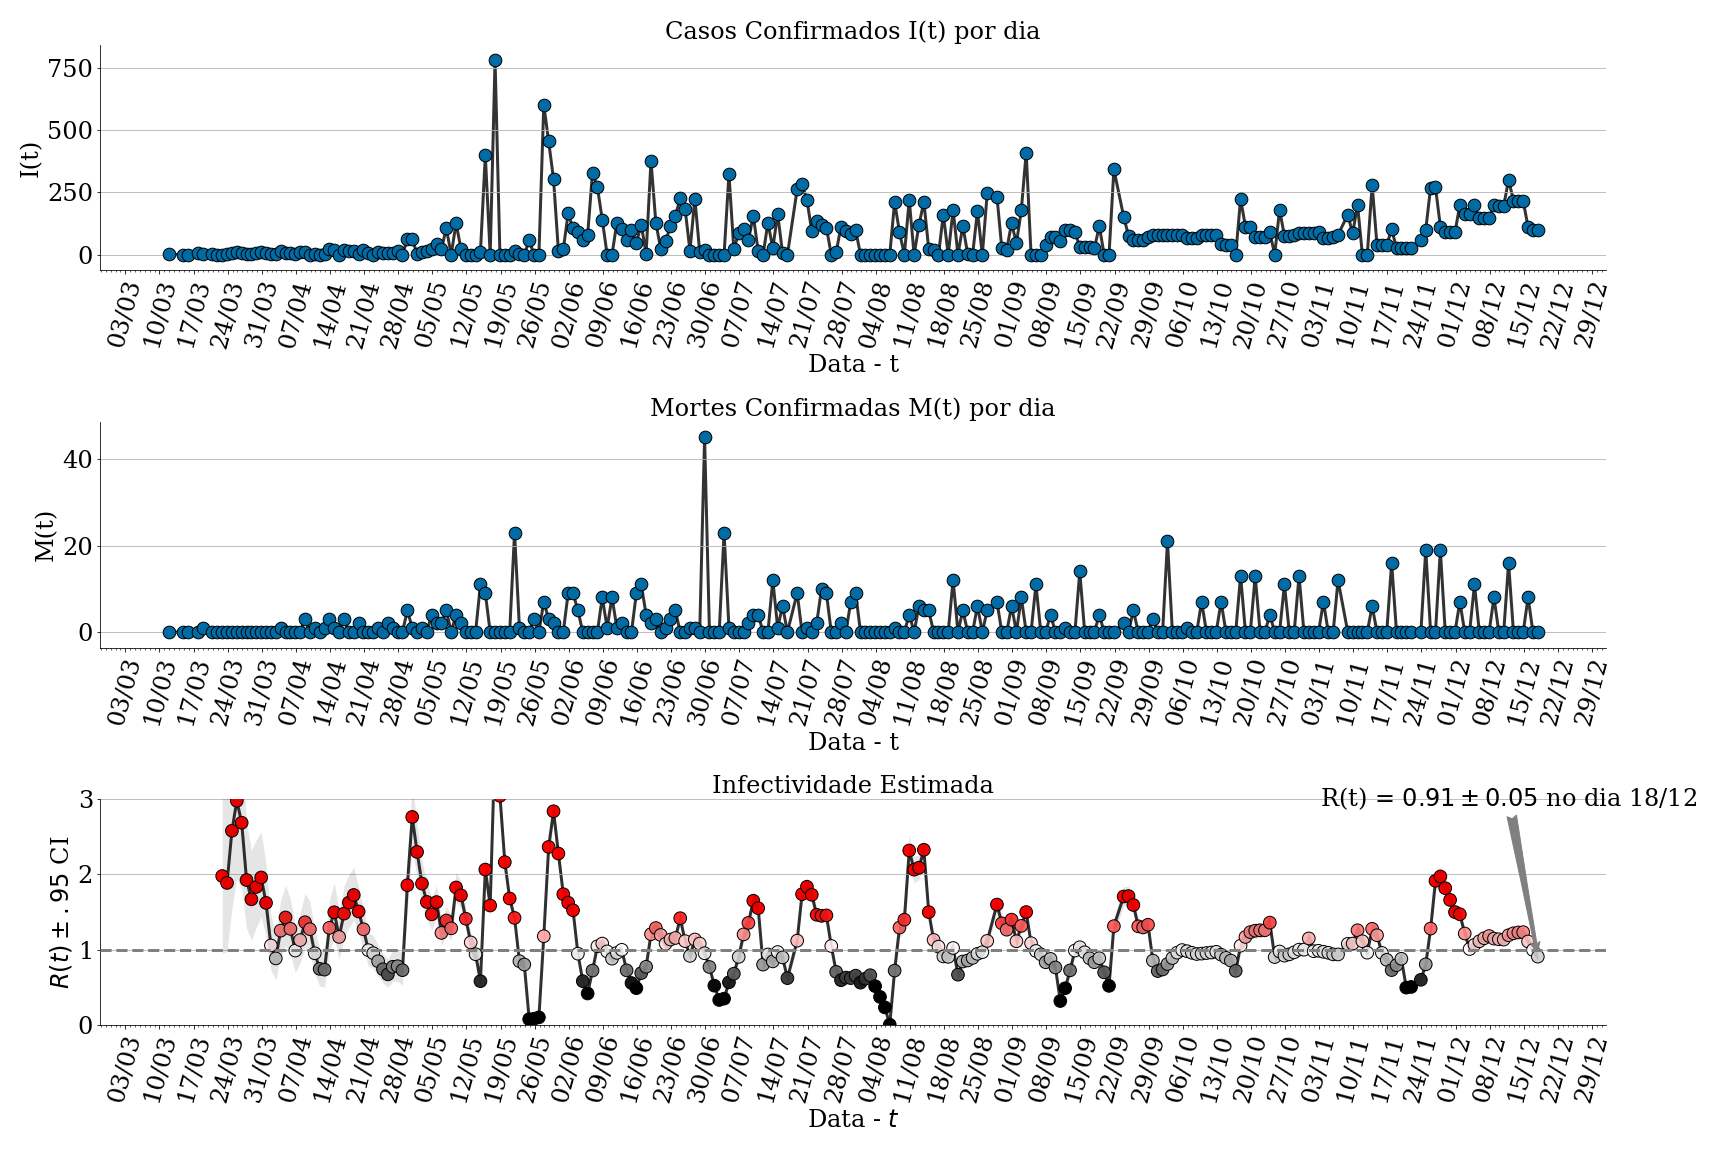 Casos Confirmados I(t) por dia
I(t)
750
500
250
0
03/03 10/03 17/03 24/03 31/03 07/04 14/04 21/04 28/04 05/05 12/05 19/05 26/05 02/06 09/06 16/06 23/06 30/06 07/07 14/07 21/07 28/07 04/08 11/08 18/08 25/08 01/09 08/09 15/09 22/09 29/09 06/10 13/10 20/10 27/10 03/11 10/11 17/11 24/11 01/12 08/12 15/12 22/12 29/12
Data - t
Mortes Confirmadas M(t) por dia
M(t)
40
20
0
03/03 10/03 17/03 24/03 31/03 07/04 14/04 21/04 28/04 05/05 12/05 19/05 26/05 02/06 09/06 16/06 23/06 30/06 07/07 14/07 21/07 28/07 04/08 11/08 18/08 25/08 01/09 08/09 15/09 22/09 29/09 06/10 13/10 20/10 27/10 03/11 10/11 17/11 24/11 01/12 08/12 15/12 22/12 29/12
Data - t
Infectividade Estimada
R(t) = 0.91 ± 0.05 no dia 18/12
R(t) ± .95 CI
3
2
1
0
03/03 10/03 17/03 24/03 31/03 07/04 14/04 21/04 28/04 05/05 12/05 19/05 26/05 02/06 09/06 16/06 23/06 30/06 07/07 14/07 21/07 28/07 04/08 11/08 18/08 25/08 01/09 08/09 15/09 22/09 29/09 06/10 13/10 20/10 27/10 03/11 10/11 17/11 24/11 01/12 08/12 15/12 22/12 29/12
Data - t